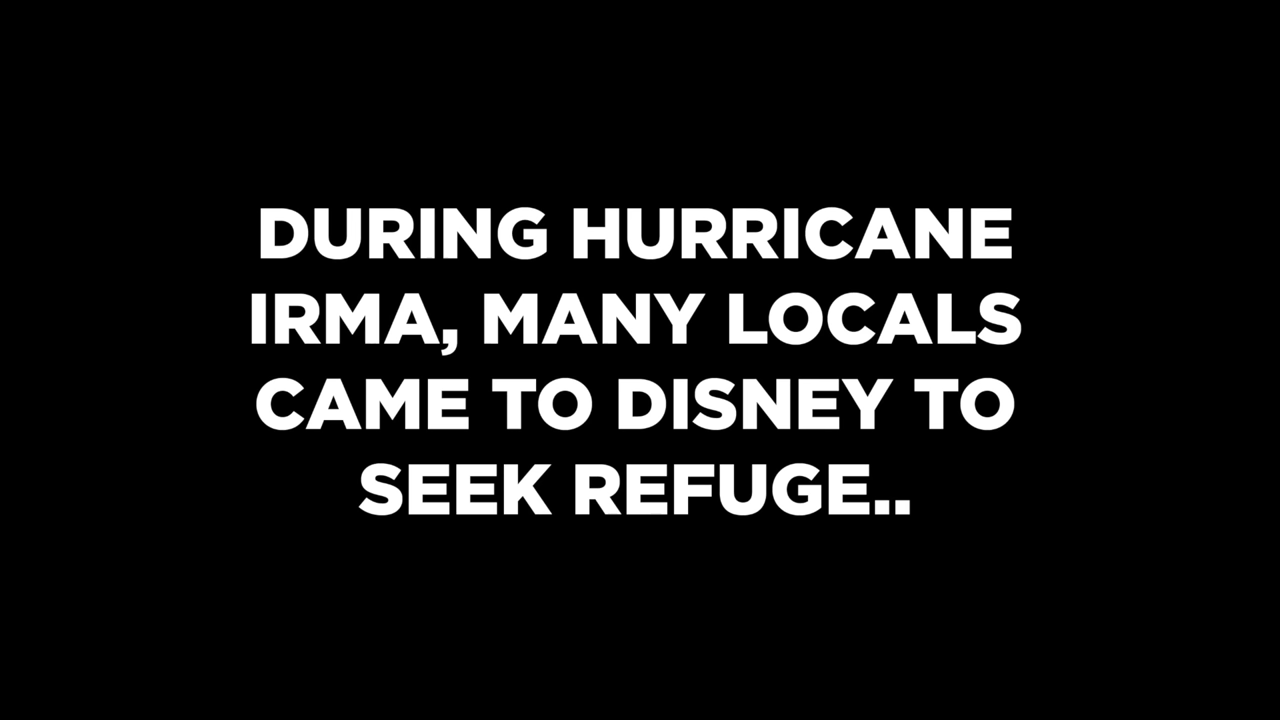 DURING HURRICANE
IRMA, MANY LOCALS
CAME TO DISNEY TO
SEEK REFUGE..